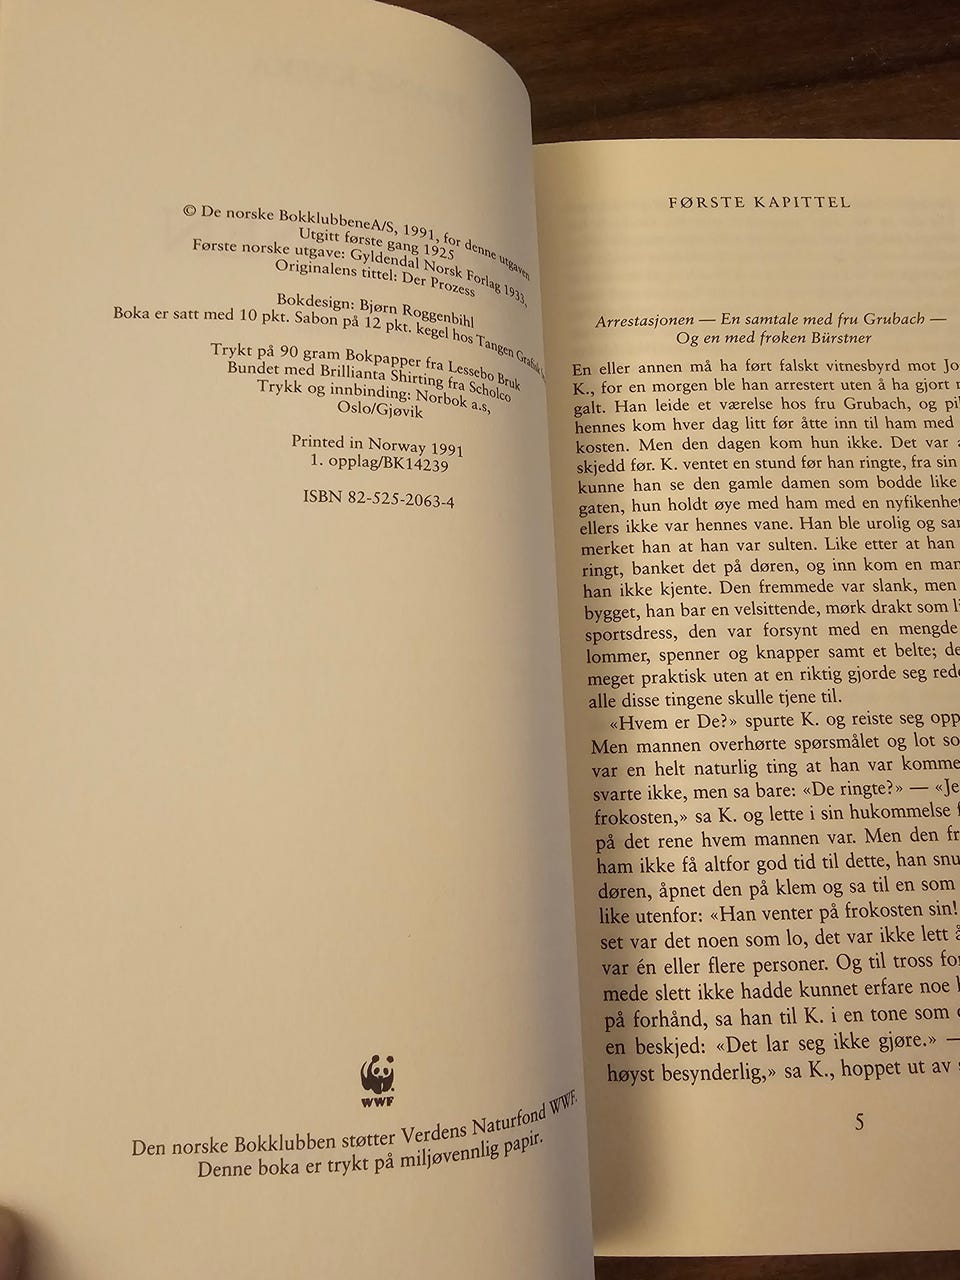 © De norske BokklubbeneA/S, 1991, for denne utgaven
Utgitt første gang 1925
Første norske utgave: Gyldendal Norsk Forlag 1933,
Originalens tittel: Der Prozess
Bokdesign: Bjørn Roggenbihl
Boka er satt med 10 pkt. Sabon på 12 pkt. kegel hos Tangen
Trykt på 90 gram Bokpapper fra Lessebo Bruk
Bundet med Brillianta Shirting fra Scholco
Trykk og innbinding: Norbok a.s,
Oslo/Gjøvik
Printed in Norway 1991
1. opplag/BK14239
ISBN 82-525-2063-4
WWF
Den norske Bokklubben støtter Verdens Naturfond WWF.
Denne boka er trykt på miljøvennlig papir.
FØRSTE KAPITTEL
Arrestasjonen — En samtale med fru Grubach —
Og en med frøken Bürstner
En eller annen må ha ført falskt vitnesbyrd mot
K., for en morgen ble han arrestert uten å ha gjort
galt. Han leide et værelse hos fru Grubach, og
hennes kom hver dag litt før åtte inn til ham med
kosten. Men den dagen kom hun ikke. Det var
skjedd før. K. ventet en stund før han ringte, fra sin
kunne han se den gamle damen som bodde like
gaten, hun holdt øye med ham med en nyfikenhet
ellers ikke var hennes vane. Han ble urolig og
merket han at han var sulten. Like etter at han
ringt, banket det på døren, og inn kom en
han ikke kjente. Den fremmede var slank, men
bygget, han bar en velsittende, mørk drakt som
sportsdress, den var forsynt med en mengde
lommer, spenner og knapper samt et belte;
meget praktisk uten at en riktig gjorde seg
alle disse tingene skulle tjene til.
«Hvem er De?» spurte K. og reiste seg
Men mannen overhørte spørsmålet og lot
var en helt naturlig ting at han var
svarte ikke, men sa bare: «De ringte?» —
frokosten,» sa K. og lette i sin hukommelse
på det rene hvem mannen var. Men den
ham ikke få altfor god tid til dette, han
døren, åpnet den på klem og sa til en som
like utenfor: «Han venter på frokosten sin!
set var det noen som lo, det var ikke lett
var én eller flere personer. Og til tross
mede slett ikke hadde kunnet erfare noe
på forhånd, sa han til K. i en tone som
en beskjed: «Det lar seg ikke gjøre.» —
høyst besynderlig,» sa K., hoppet ut av
5